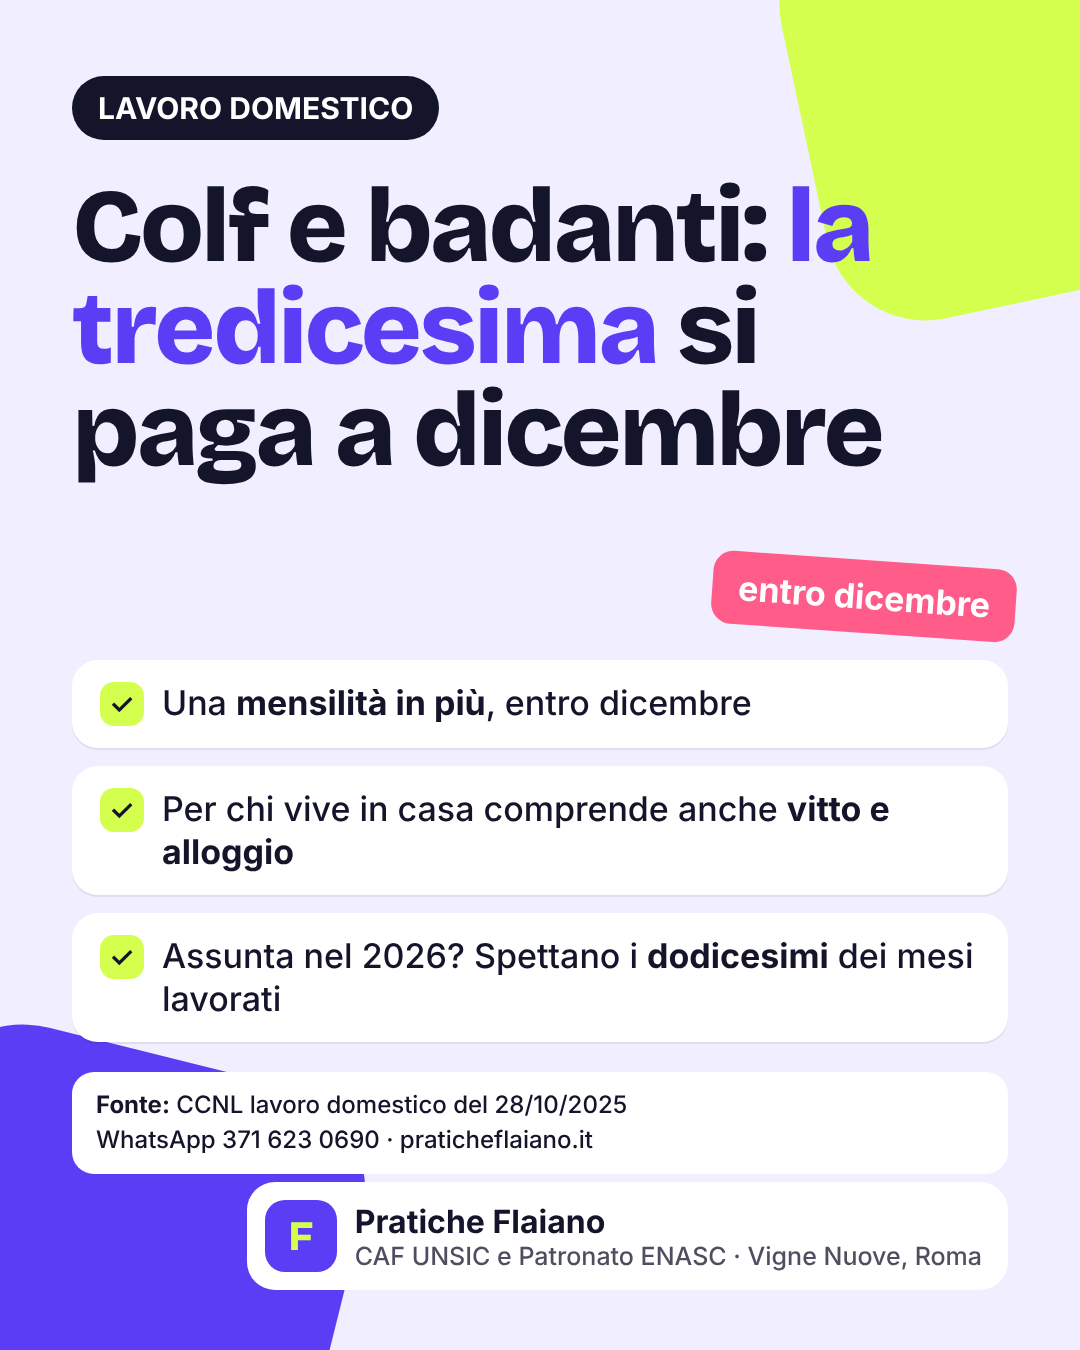 LAVORO DOMESTICO
Colf e badanti: la
tredicesima si
paga a dicembre
entro dicembre
Una mensilità in più, entro dicembre
Per chi vive in casa comprende anche vitto e
alloggio
Assunta nel 2026? Spettano i dodicesimi dei mesi
lavorati
Fonte: CCNL lavoro domestico del 28/10/2025
WhatsApp 371 623 0690 · praticheflaiano.it
F
Pratiche Flaiano
CAF UNSIC e Patronato ENASC · Vigne Nuove, Roma